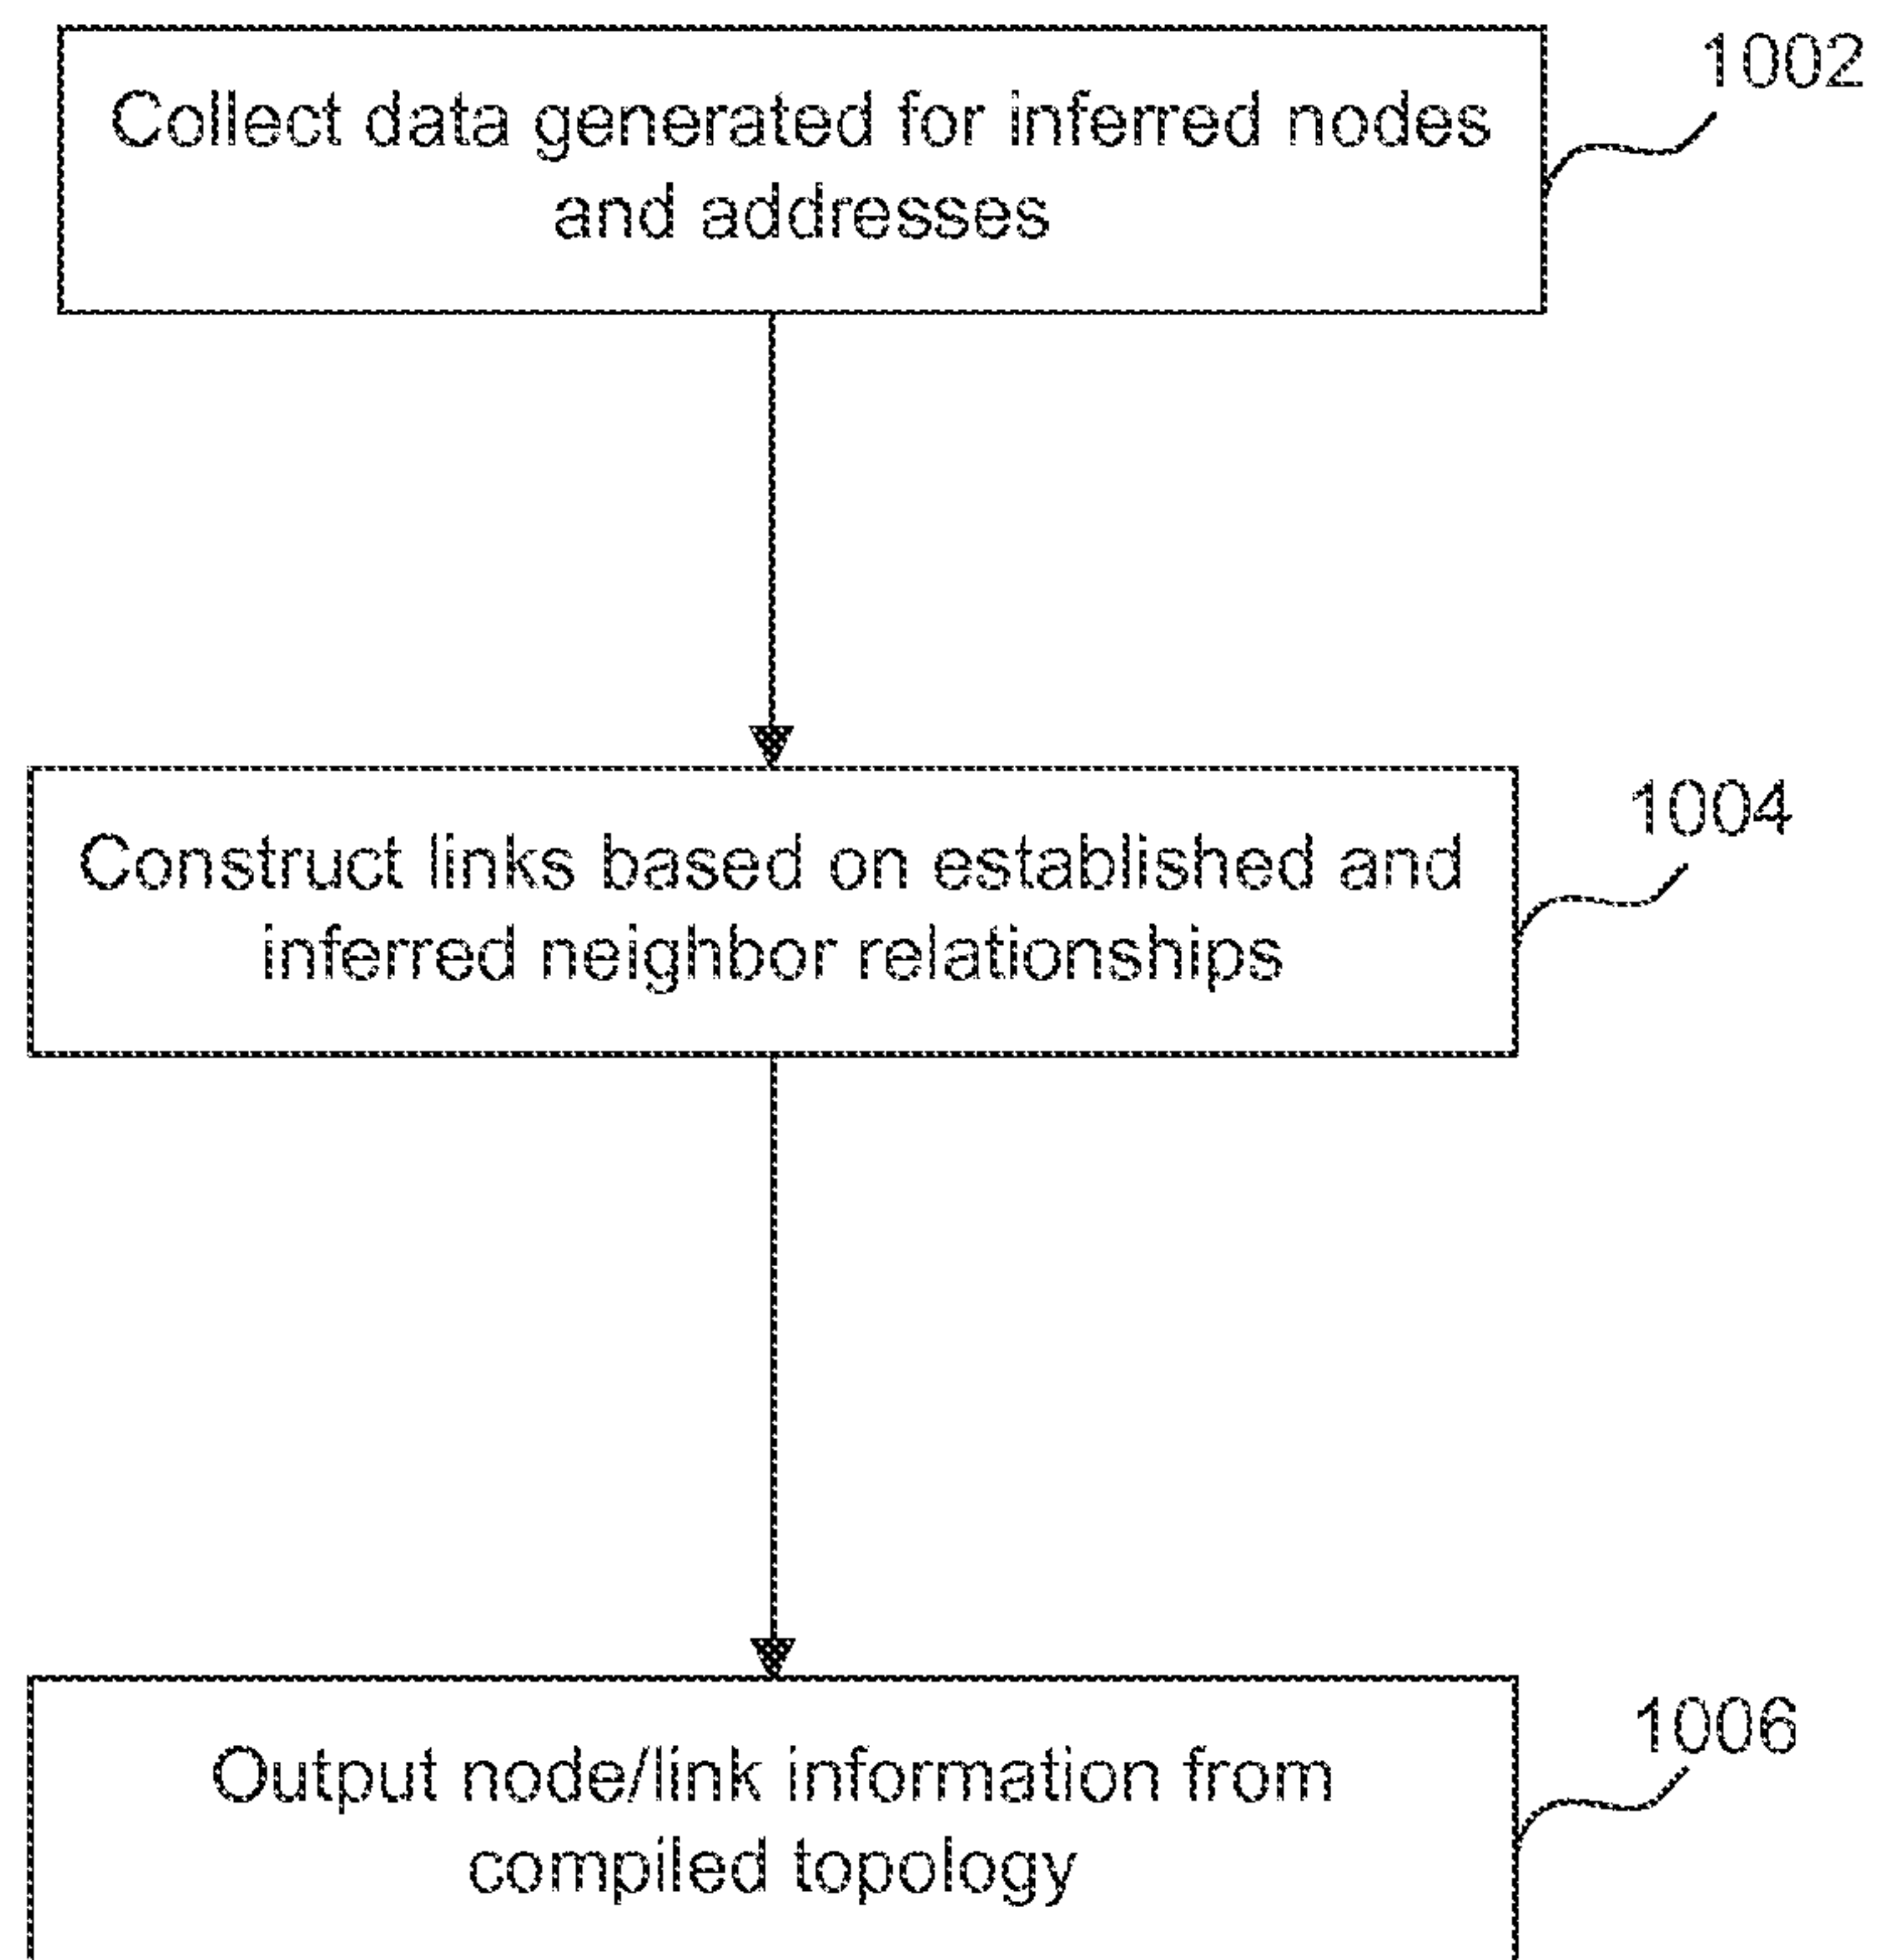 1002
Collect data generated for inferred nodes
and addresses
1004
Construct links based on established and
inferred neighbor relationships
1006
Output node/link information from
compiled topology